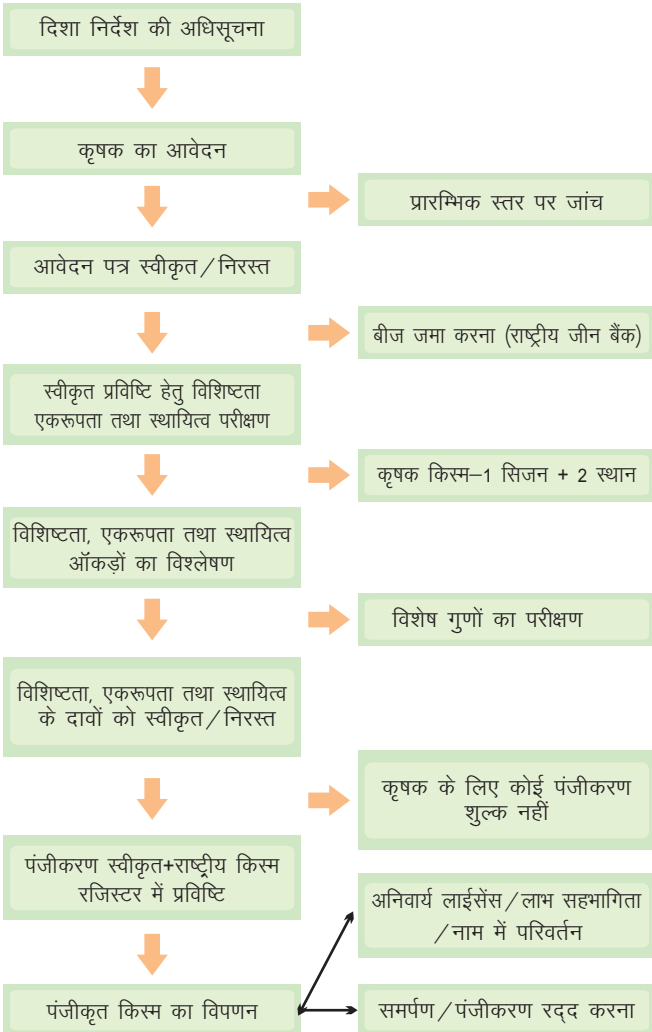 दिशा निर्देश की अधिसूचना
कृषक का आवेदन
प्रारम्भिक स्तर पर जांच
आवेदन पत्र स्वीकृत/निरस्त
बीज जमा करना (राष्ट्रीय जीन बैंक)
स्वीकृत प्रविष्टि हेतु विशिष्टता
एकरूपता तथा स्थायित्व परीक्षण
कृषक किस्म–1 सिजन + 2 स्थान
विशिष्टता, एकरूपता तथा स्थायित्व
ऑंकड़ों का विश्लेषण
विशेष गुणों का परीक्षण
विशिष्टता, एकरूपता तथा स्थायित्व
के दावों को स्वीकृत/निरस्त
कृषक के लिए कोई पंजीकरण
शुल्क नहीं
पंजीकरण स्वीकृत+राष्ट्रीय किस्म
रजिस्टर में प्रविष्टि
अनिवार्य लाईसेंस/लाभ सहभागिता
/नाम में परिवर्तन
पंजीकृत किस्म का विपणन
समर्पण/पंजीकरण रद्द करना